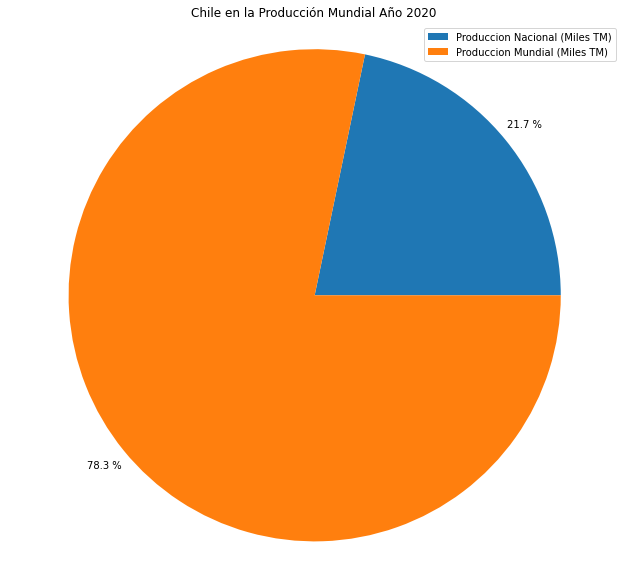 Chile en la Producción Mundial Año 2020
Produccion Nacional (Miles TM)
Produccion Mundial (Miles TM)
21.7 %
78.3 %